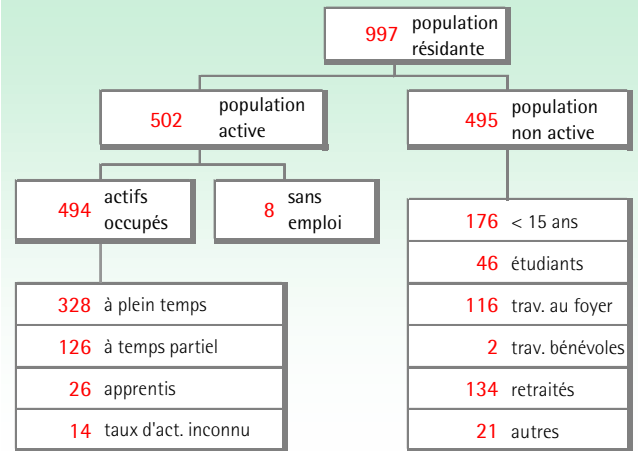 997 population
résidante
502 population
active
495 population
non active
494 actifs
occupés
8 sans
emploi
328 à plein temps
126 à temps partiel
26 apprentis
14 taux d'act. inconnu
176 < 15 ans
46 étudiants
116 trav. au foyer
2 trav. bénévoles
134 retraités
21 autres